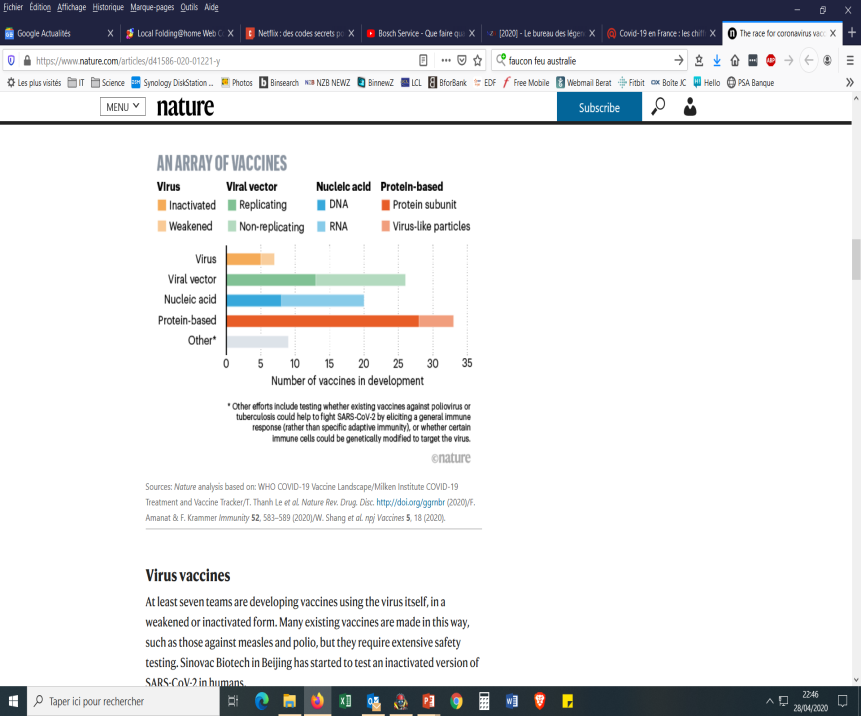 Fichier Édition Affichage Historique Marque-pages Outils Aide
Google Actualités
Local Folding@home Web C
Netflix : des codes secrets po
Bosch Service - Que faire qu
[2020] - Le bureau des légen
Covid-19 en France : les chiff
The race for coronavirus vac
https://www.nature.com/articles/d41586-020-01221-y
faucon feu australie
Les plus visités IT Science Synology DiskStation ... Photos Binsearch NZB NEWZ BinnewZ LCL BforBank EDF Free Mobile Webmail Berat Fitbit Boîte JC Hello PSA Banque
MENU nature Subscribe
AN ARRAY OF VACCINES
Virus Viral vector Nucleic acid Protein-based
Inactivated Replicating DNA Protein subunit
Weakened Non-replicating RNA Virus-like particles
Virus
Viral vector
Nucleic acid
Protein-based
Other*
0 5 10 15 20 25 30 35
Number of vaccines in development
* Other efforts include testing whether existing vaccines against poliovirus or
tuberculosis could help to fight SARS-CoV-2 by eliciting a general immune
response (rather than specific adaptive immunity), or whether certain
immune cells could be genetically modified to target the virus.
©nature
Sources: Nature analysis based on: WHO COVID-19 Vaccine Landscape/Milken Institute COVID-19
Treatment and Vaccine Tracker/T. Thanh Le et al. Nature Rev. Drug. Disc. http://doi.org/ggrnbr (2020)/F.
Amanat & F. Krammer Immunity 52, 583–589 (2020)/W. Shang et al. npj Vaccines 5, 18 (2020).
Virus vaccines
At least seven teams are developing vaccines using the virus itself, in a
weakened or inactivated form. Many existing vaccines are made in this way,
such as those against measles and polio, but they require extensive safety
testing. Sinovac Biotech in Beijing has started to test an inactivated version of
SARS-CoV-2 in humans.
Taper ici pour rechercher
22:46
28/04/2020